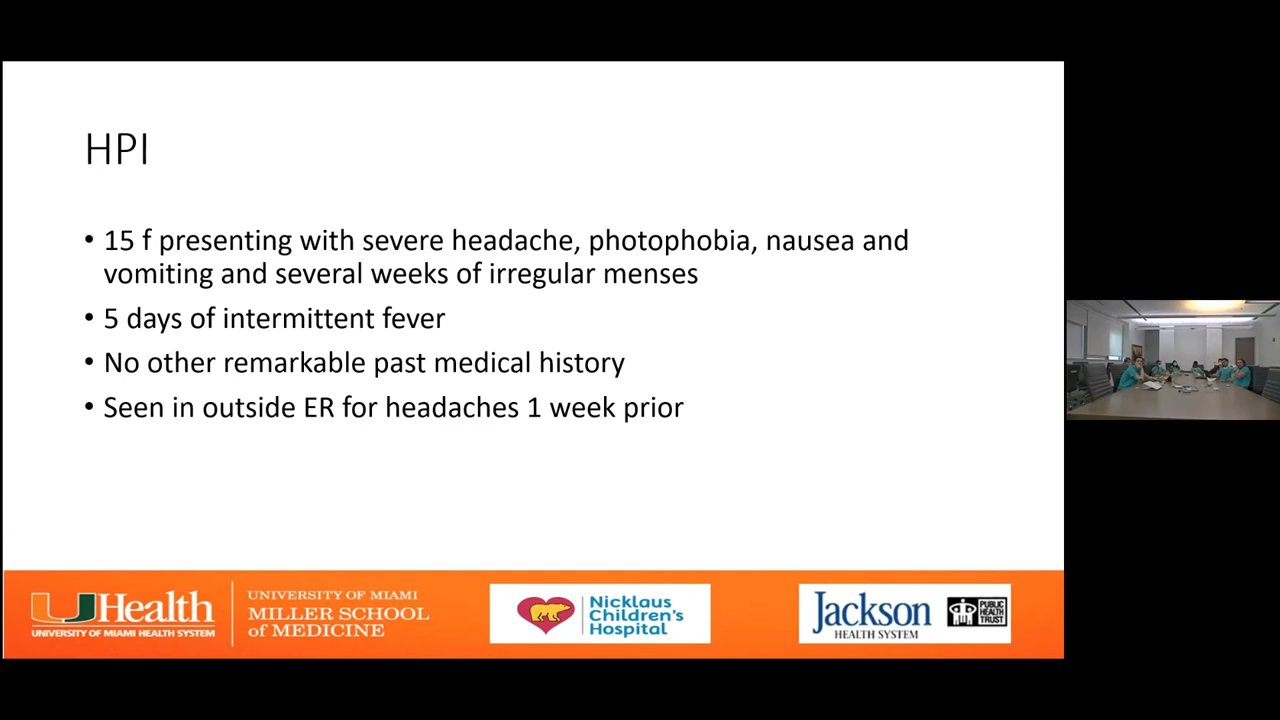 HPI
• 15 f presenting with severe headache, photophobia, nausea and
vomiting and several weeks of irregular menses
• 5 days of intermittent fever
• No other remarkable past medical history
• Seen in outside ER for headaches 1 week prior
UHealth
UNIVERSITY OF MIAMI HEALTH SYSTEM
UNIVERSITY OF MIAMI
MILLER SCHOOL
of MEDICINE
Nicklaus
Children's
Hospital
Jackson
HEALTH SYSTEM
PUBLIC
HEALTH
TRUST